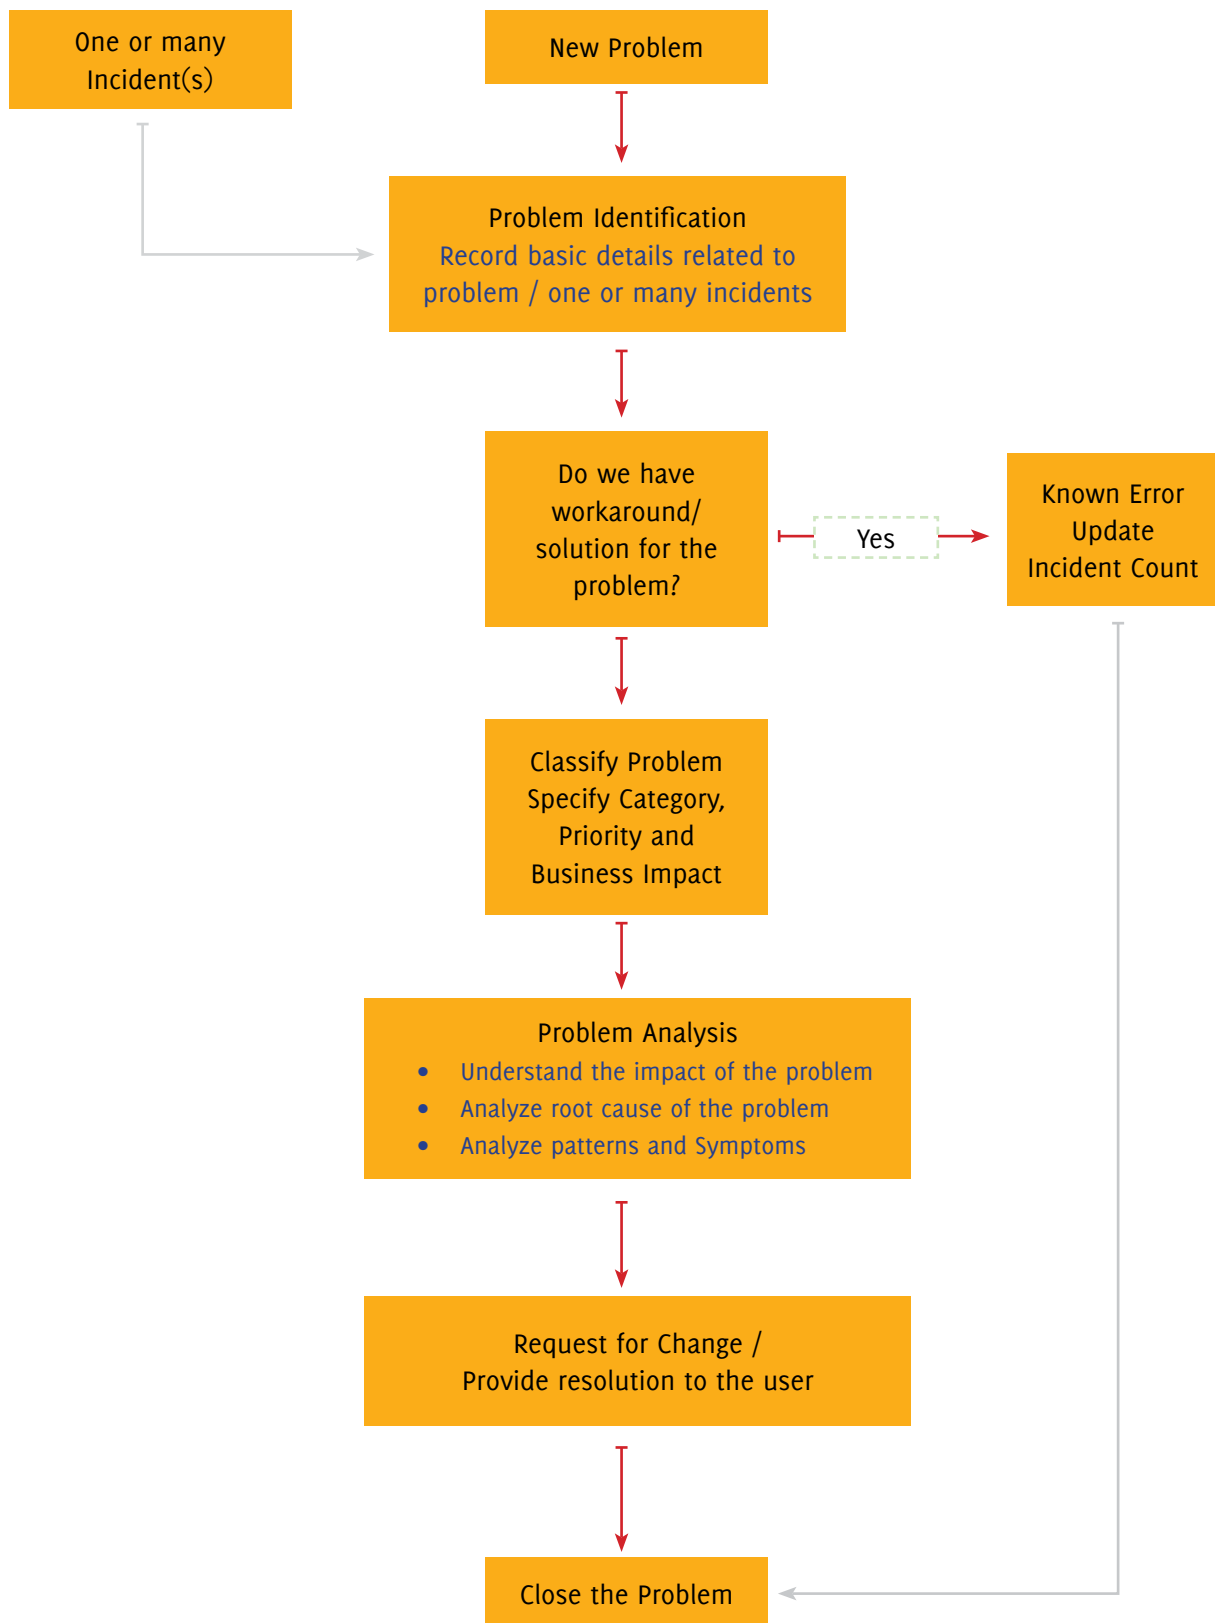 One or many
Incident(s)
New Problem
Problem Identification
Record basic details related to
problem / one or many incidents
Do we have
workaround/
solution for the
problem?
Yes
Known Error
Update
Incident Count
Classify Problem
Specify Category,
Priority and
Business Impact
Problem Analysis
• Understand the impact of the problem
• Analyze root cause of the problem
• Analyze patterns and Symptoms
Request for Change /
Provide resolution to the user
Close the Problem